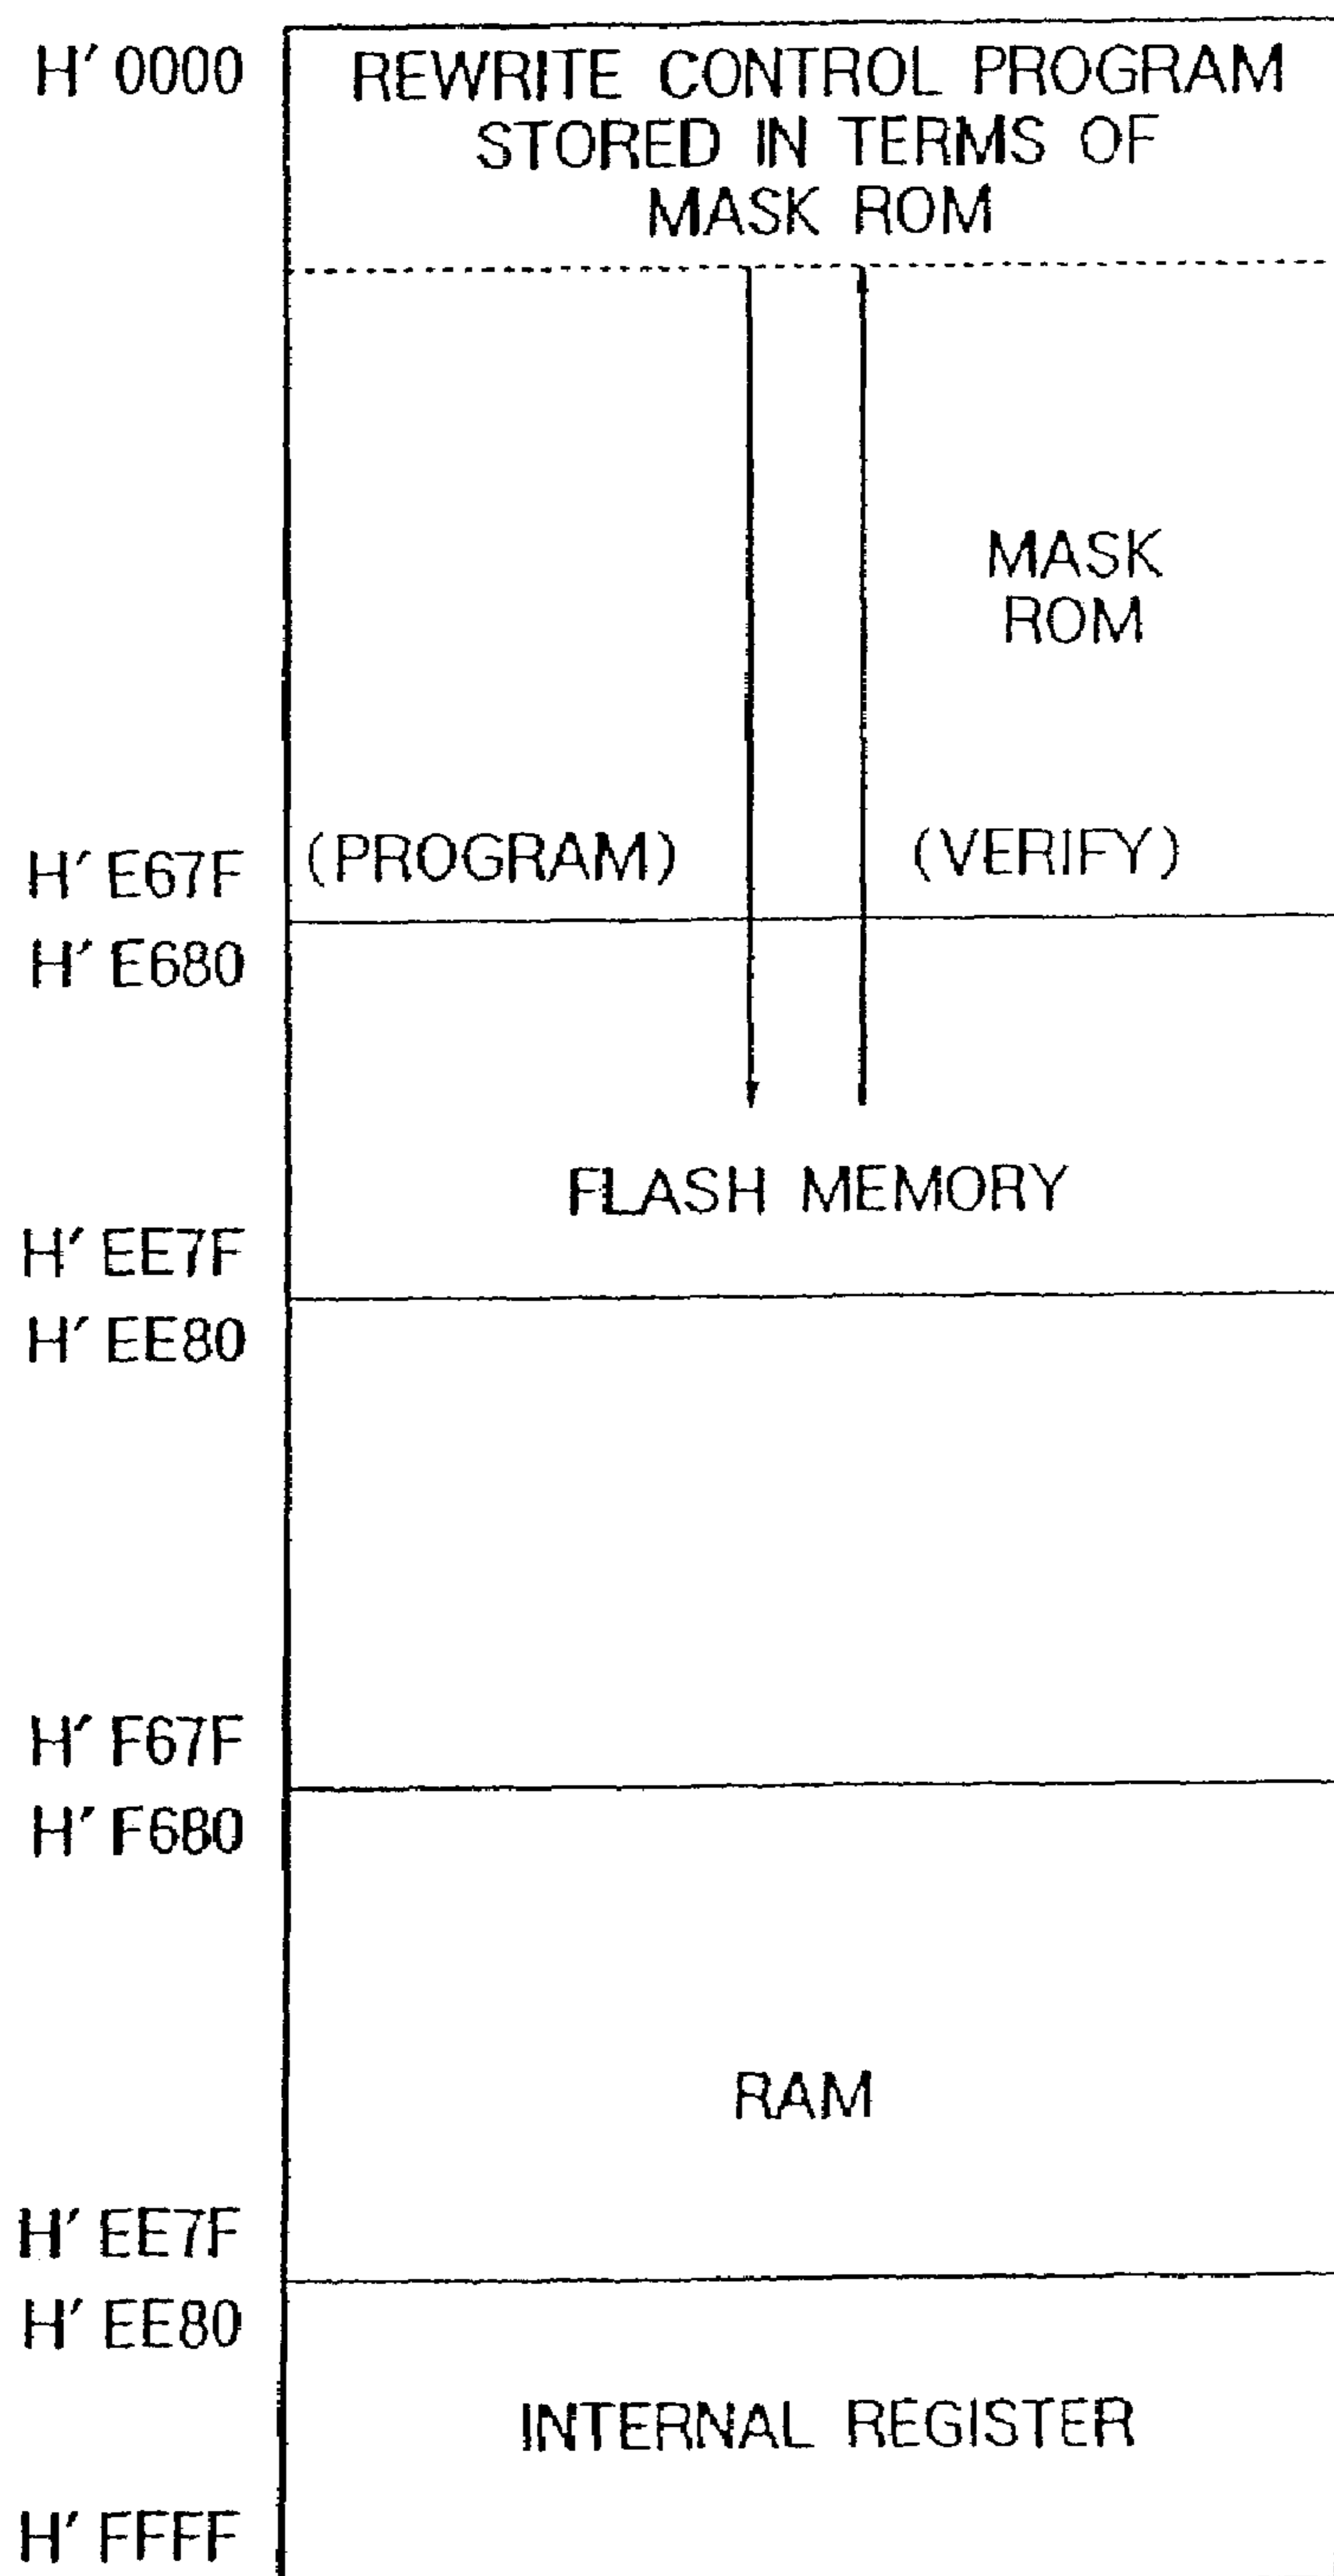 H' 0000
REWRITE CONTROL PROGRAM
STORED IN TERMS OF
MASK ROM
MASK
ROM
(PROGRAM)
(VERIFY)
H' E67F
H' E680
FLASH MEMORY
H' EE7F
H' EE80
H' F67F
H' F680
RAM
H' EE7F
H' EE80
INTERNAL REGISTER
H' FFFF